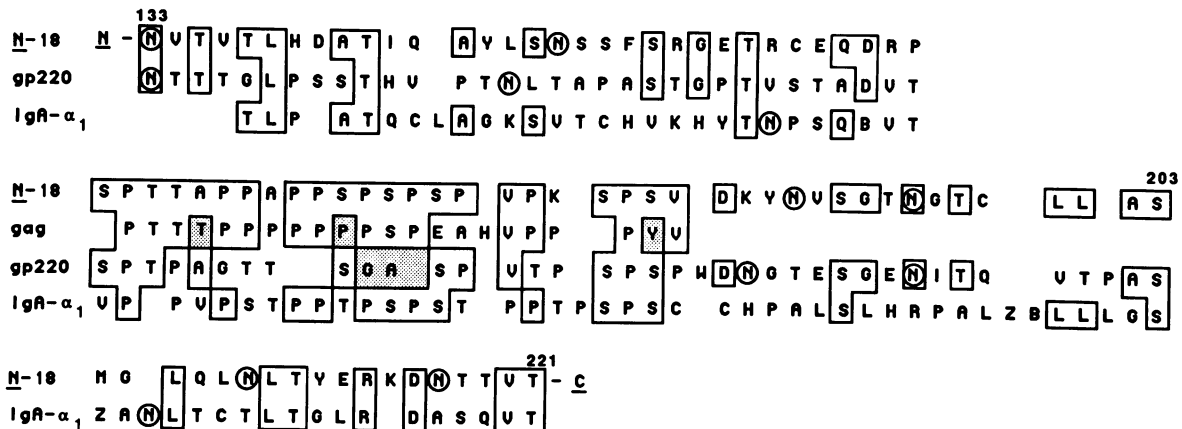 133
N-18 N - N V T V T L H D A T I Q A Y L S N S S F S R G E T R C E Q D R P
gp220 N T T T G L P S S T H V P T N L T A P A S T G P T V S T A D V T
IgA-α1 T L P A T Q C L A G K S V T C H V K H Y T N P S Q B V T
203
N-18 S P T T A P P A P P S P S P S P V P K S P S V D K Y N V S G T N G T C L L A S
gag P T T T P P P P P P P S P E A H V P P P Y V
gp220 S P T P A G T T S G A S P V T P S P S P W D N G T E S G E N I T Q V T P A S
IgA-α1 V P P V P S T P P T P S P S T P P T P S P S C C H P A L S L H R P A L Z B L L L G S
221
N-18 M G L Q L N L T Y E R K D N T T V T - C
IgA-α1 Z A N L T C T L T G L R D A S Q V T